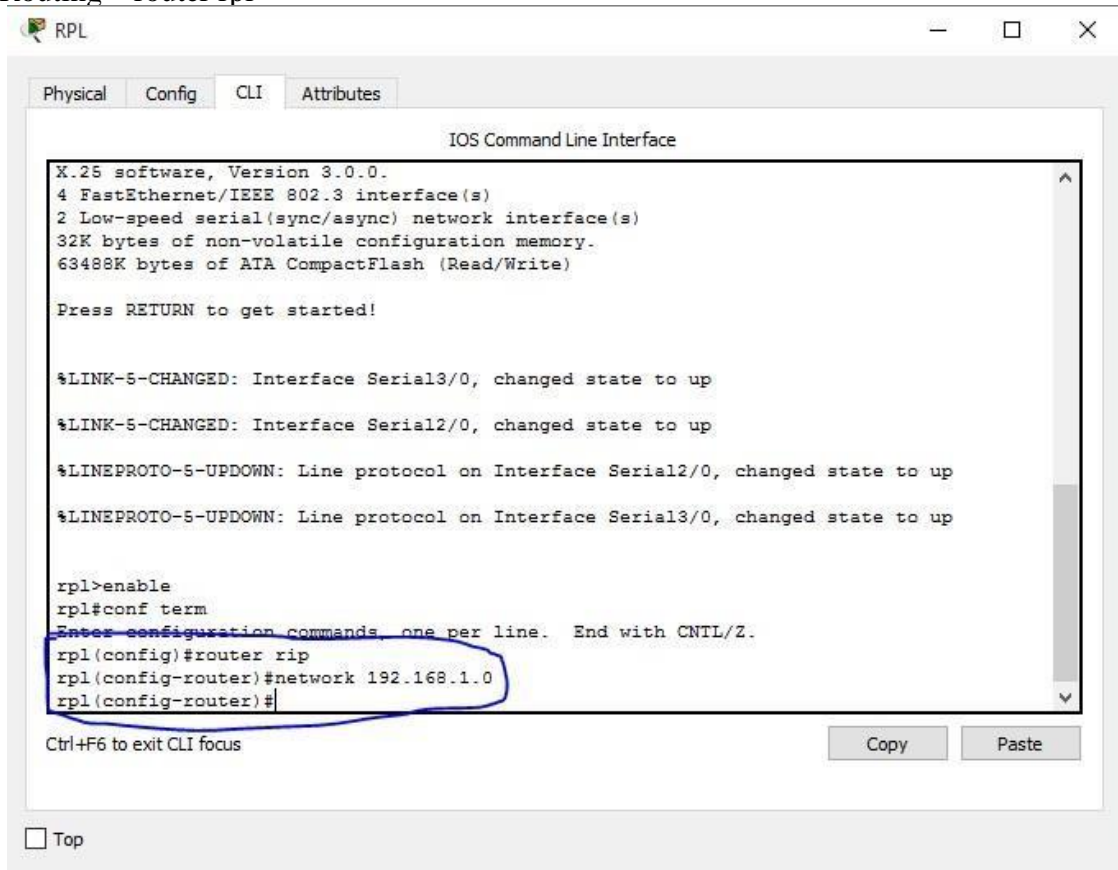 RPL
Physical Config CLI Attributes
IOS Command Line Interface
X.25 software, Version 3.0.0.
4 FastEthernet/IEEE 802.3 interface(s)
2 Low-speed serial(sync/async) network interface(s)
32K bytes of non-volatile configuration memory.
63488K bytes of ATA CompactFlash (Read/Write)
Press RETURN to get started!
%LINK-5-CHANGED: Interface Serial3/0, changed state to up
%LINK-5-CHANGED: Interface Serial2/0, changed state to up
%LINEPROTO-5-UPDOWN: Line protocol on Interface Serial2/0, changed state to up
%LINEPROTO-5-UPDOWN: Line protocol on Interface Serial3/0, changed state to up
rpl>enable
rpl#conf term
Enter configuration commands, one per line. End with CNTL/Z.
rpl(config)#router rip
rpl(config-router)#network 192.168.1.0
rpl(config-router)#
Ctrl+F6 to exit CLI focus
Copy Paste
Top